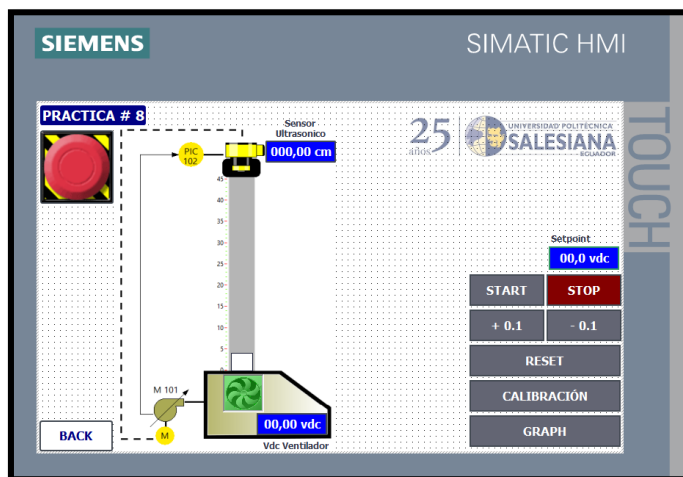 SIEMENS
SIMATIC HMI
TOUCH
PRACTICA # 8
Sensor
Ultrasonico
000,00 cm
PIC
102
25
años
UNIVERSIDAD POLITÉCNICA
SALESIANA
ECUADOR
45
40
35
30
25
20
15
10
5
0
Setpoint
00,0 vdc
START
STOP
+ 0.1
- 0.1
RESET
CALIBRACIÓN
GRAPH
M 101
M
00,00 vdc
Vdc Ventilador
BACK